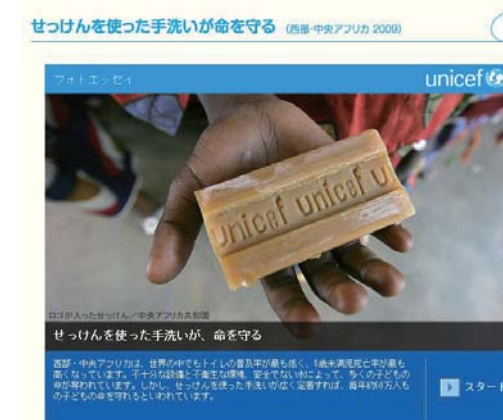 せっけんを使った手洗いが命を守る (西部・中央アフリカ 2009)
フォトエッセイ
unicef
unicef unicef u
ロゴが入ったせっけん／中央アフリカ共和国
せっけんを使った手洗いが、命を守る
西部・中央アフリカは、世界の中でもトイレの普及率が最も低く、5歳未満児死亡率が最も
高くなっています。不十分な設備と不衛生な環境、安全でない水によって、多くの子どもの
命が奪われています。しかし、せっけんを使った手洗いが広く定着すれば、毎年約50万人も
の子どもの命を守れるといわれています。
スター